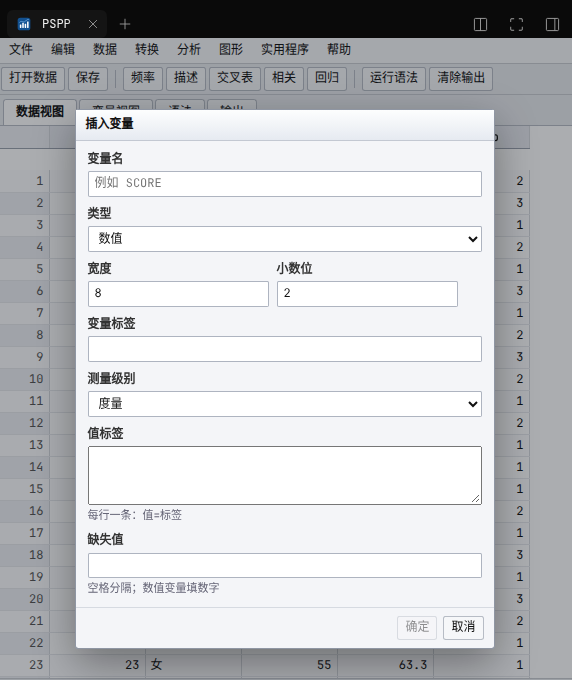 PSPP
文件 编辑 数据 转换 分析 图形 实用程序 帮助
打开数据 保存 频率 描述 交叉表 相关 回归 运行语法 清除输出
数据视图 变量视图 语法 输出
插入变量
变量名
例如 SCORE
类型
数值
宽度 小数位
8 2
变量标签
测量级别
度量
值标签
每行一条: 值=标签
缺失值
空格分隔; 数值变量填数字
确定 取消
1 2
2 3
3 1
4 2
5 1
6 3
7 1
8 2
9 3
10 2
11 1
12 2
13 1
14 1
15 1
16 2
17 1
18 3
19 1
20 3
21 2
22 1
23 23 女 55 63.3 1